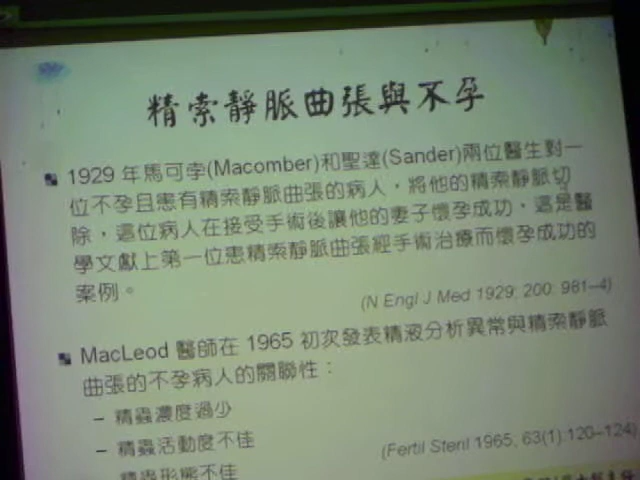 精索靜脈曲張與不孕
1929 年馬可孛(Macomber)和聖達(Sander)兩位醫生對一
位不孕且患有精索靜脈曲張的病人，將他的精索靜脈切
除，這位病人在接受手術後讓他的妻子懷孕成功，這是醫
學文獻上第一位患精索靜脈曲張經手術治療而懷孕成功的
案例。
(N Engl J Med 1929; 200: 981–4)
MacLeod 醫師在 1965 初次發表精液分析異常與精索靜脈
曲張的不孕病人的關聯性：
– 精蟲濃度過少
– 精蟲活動度不佳
(Fertil Steril 1965; 63(1):120–124)
精蟲形態不佳